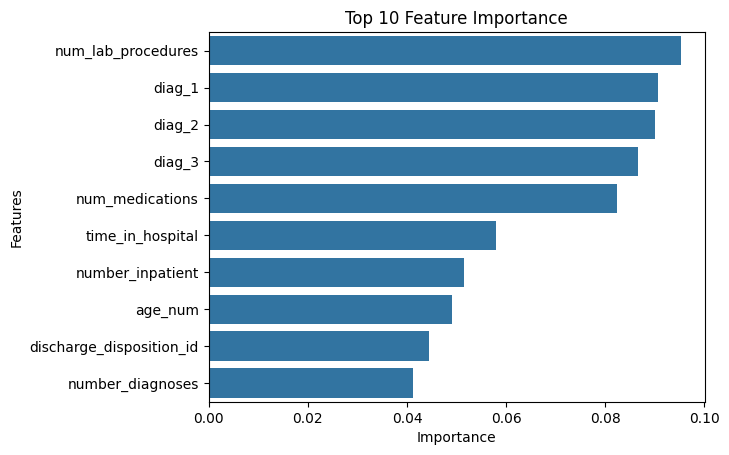 Top 10 Feature Importance
Features
num_lab_procedures
diag_1
diag_2
diag_3
num_medications
time_in_hospital
number_inpatient
age_num
discharge_disposition_id
number_diagnoses
0.00 0.02 0.04 0.06 0.08 0.10
Importance